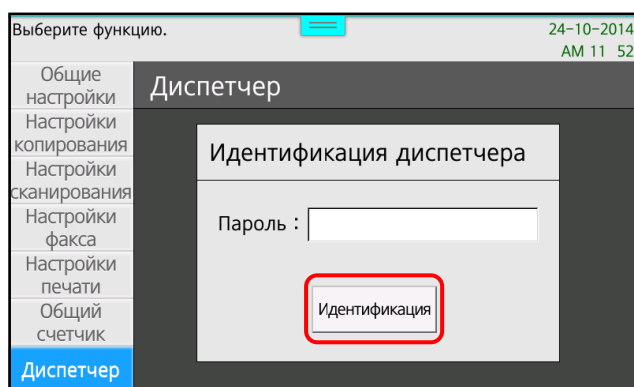 Выберите функцию.
24-10-2014
AM 11 52
Общие
настройки
Настройки
копирования
Настройки
сканирования
Настройки
факса
Настройки
печати
Общий
счетчик
Диспетчер
Диспетчер
Идентификация диспетчера
Пароль :
Идентификация